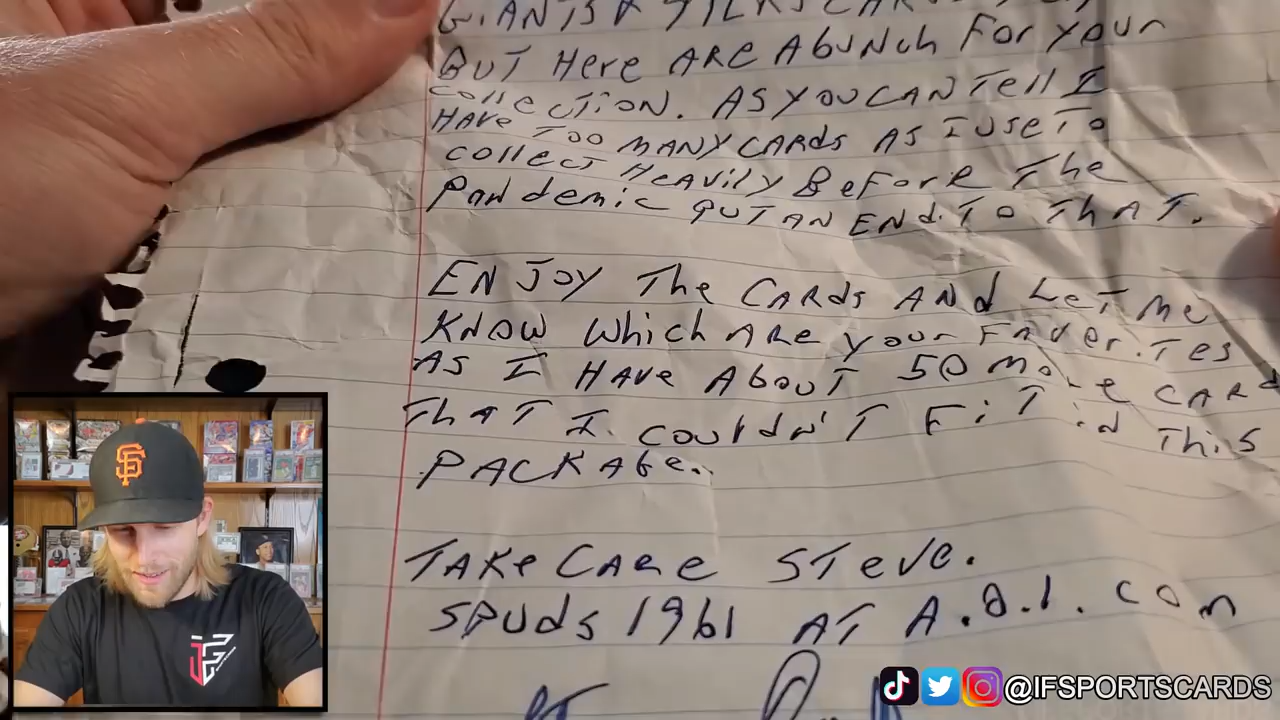 GIANTS &
BUT HERE ARE A bUNCh FOR YOUR
collECTION. AS YOU CAN TEll I
HAVE TOO MANY CARDS AS I USE TO
COLLECT HEAVILY BEFORE The
PANdEMIC PUT AN END TO THAT.
ENJOY The CARds AND LET ME
KNOW Which ARE YOUR FAVERITES
AS I HAVE AbOUT 50 MORE CARD
THAT I COULDN'T FIT IN THIS
PACKAGE.
TAKE CARE STEVE.
SPUds 1961 AT A.O.l.com
SF
@IFSPORTSCARDS